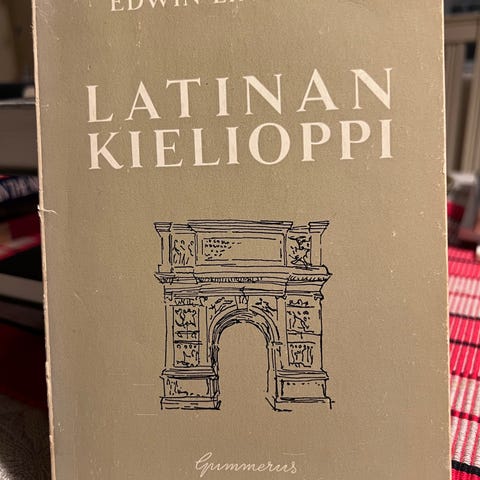 EDWIN
LATINAN
KIELIOPPI
Gummerus